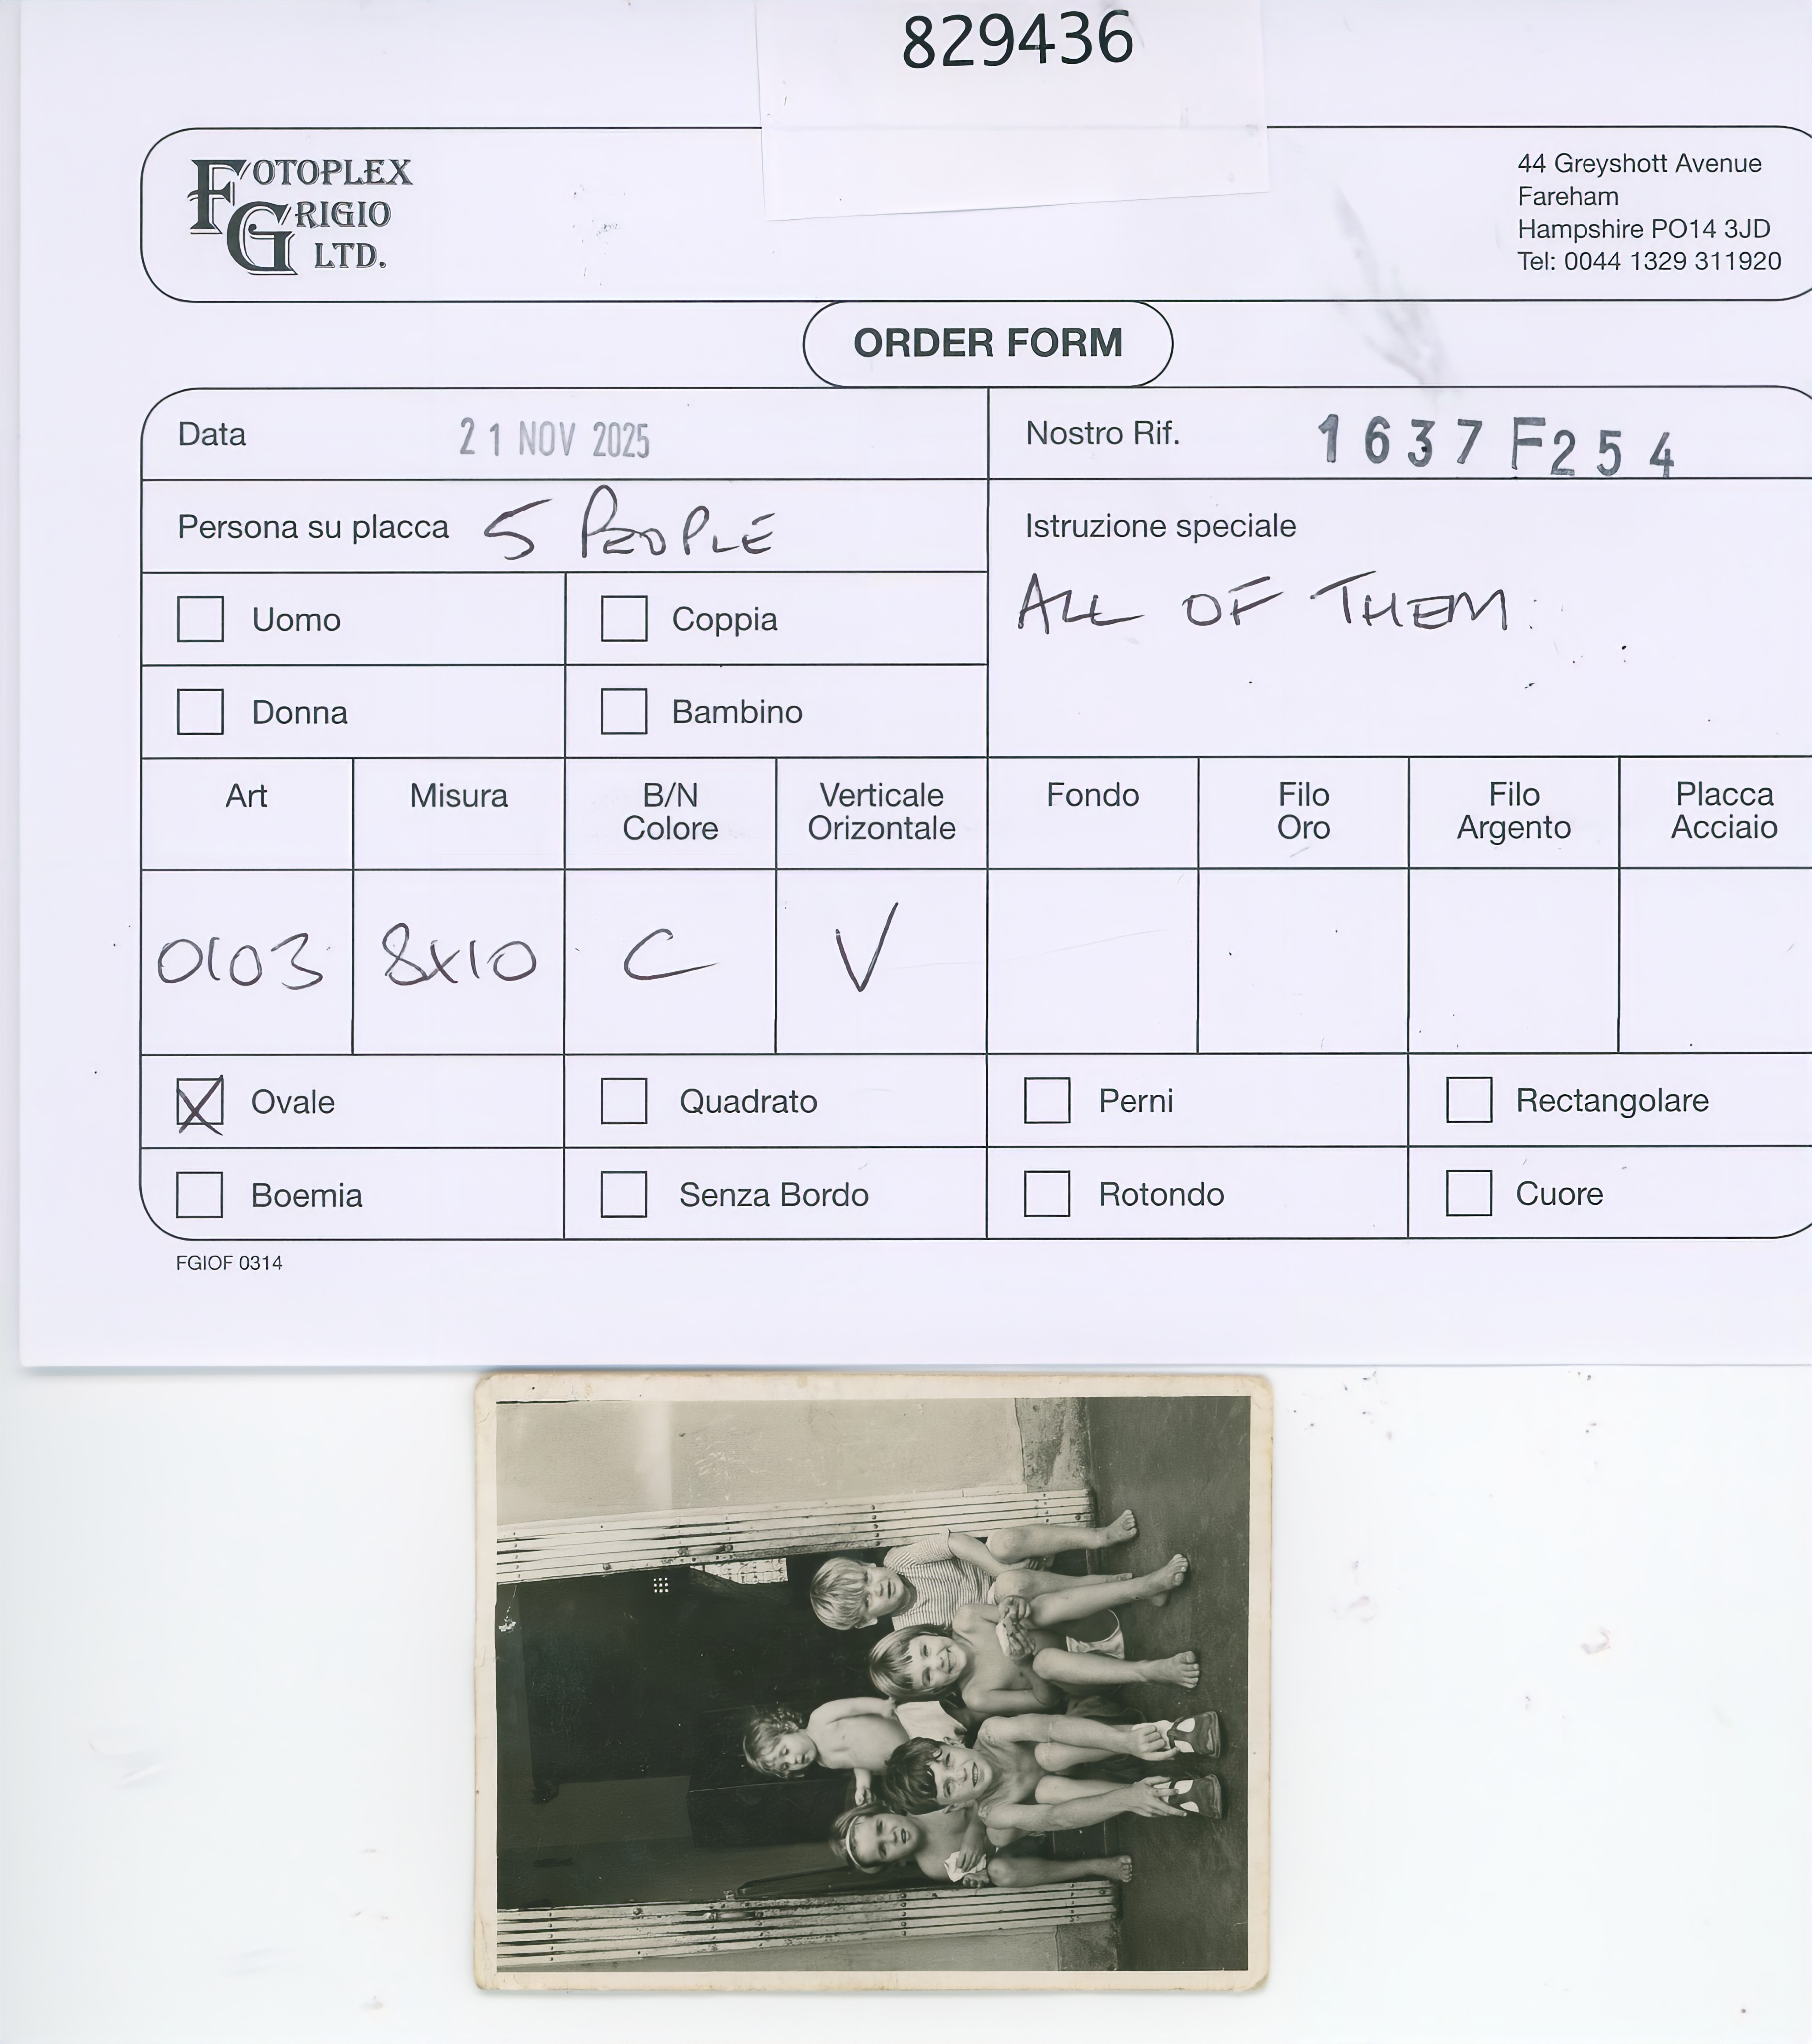 829436
FOTOPLEX
GRIGIO
LTD.
44 Greyshott Avenue
Fareham
Hampshire PO14 3JD
Tel: 0044 1329 311920
ORDER FORM
Data 21 NOV 2025
Nostro Rif. 1637 F254
Persona su placca 5 PEOPLE
Istruzione speciale
ALL OF THEM.
Uomo
Coppia
Donna
Bambino
Art
Misura
B/N
Colore
Verticale
Orizontale
Fondo
Filo
Oro
Filo
Argento
Placca
Acciaio
0103
8x10
C
V
Ovale
Quadrato
Perni
Rectangolare
Boemia
Senza Bordo
Rotondo
Cuore
FGIOF 0314